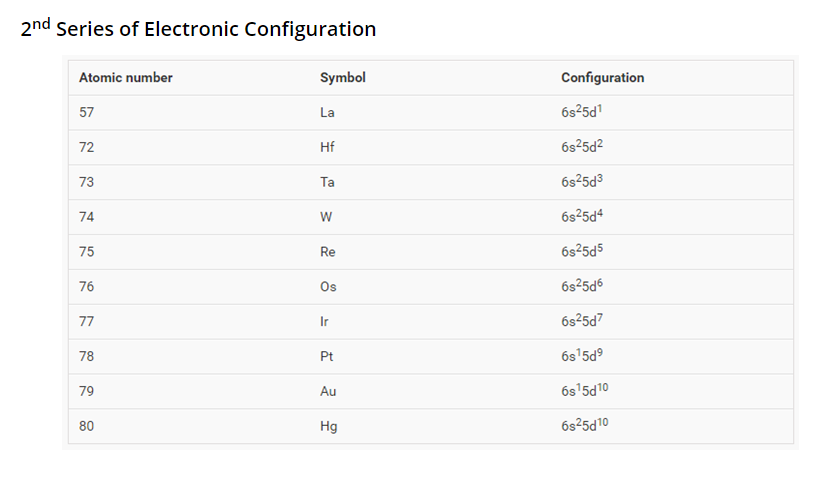 2nd Series of Electronic Configuration
Atomic number Symbol Configuration
57 La 6s²5d¹
72 Hf 6s²5d²
73 Ta 6s²5d³
74 W 6s²5d⁴
75 Re 6s²5d⁵
76 Os 6s²5d⁶
77 Ir 6s²5d⁷
78 Pt 6s¹5d⁹
79 Au 6s¹5d¹⁰
80 Hg 6s²5d¹⁰